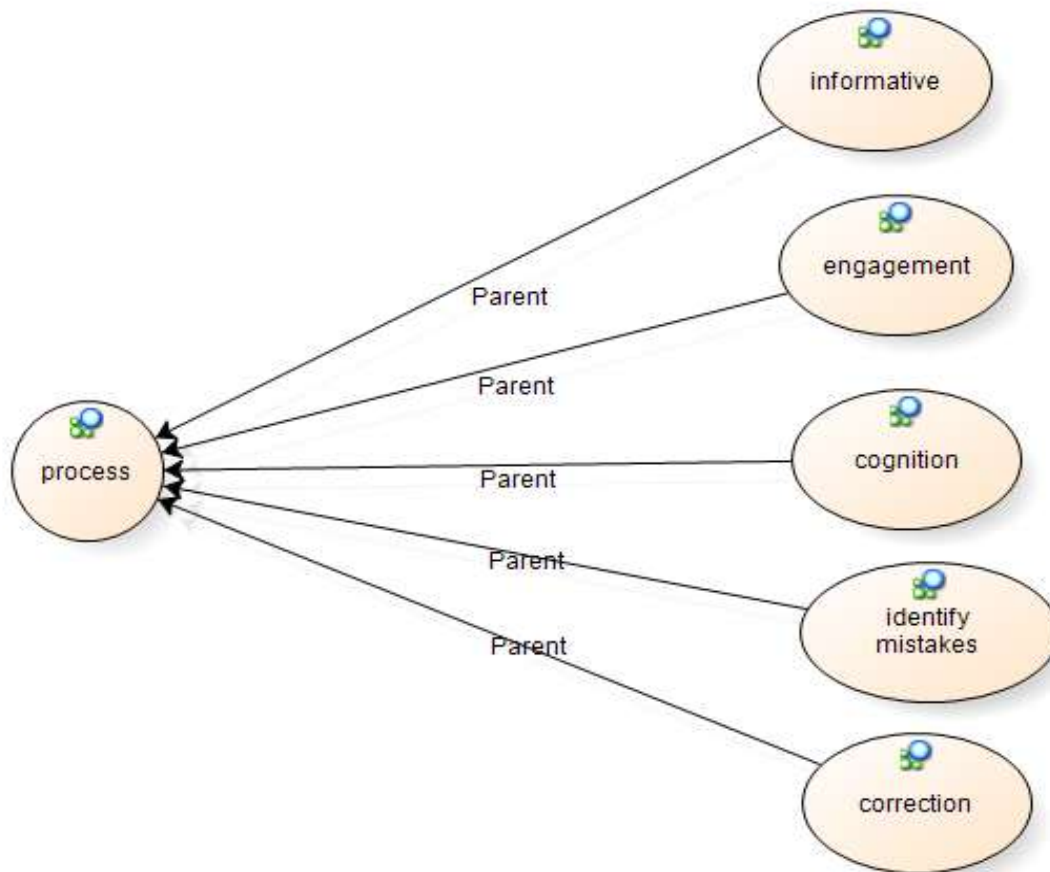 informative
engagement
Parent
Parent
process
cognition
Parent
Parent
identify
mistakes
Parent
correction